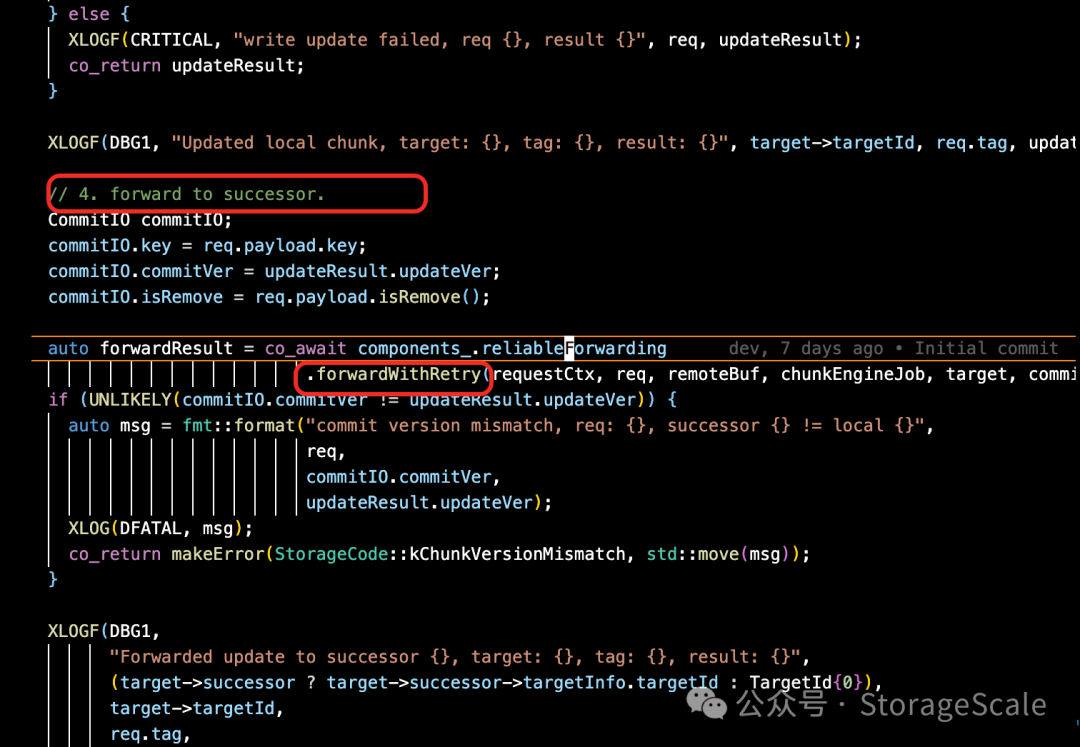 } else {
XLOGF(CRITICAL, "write update failed, req {}, result {}", req, updateResult);
co_return updateResult;
}
XLOGF(DBG1, "Updated local chunk, target: {}, tag: {}, result: {}", target->targetId, req.tag, updat
// 4. forward to successor.
CommitIO commitIO;
commitIO.key = req.payload.key;
commitIO.commitVer = updateResult.updateVer;
commitIO.isRemove = req.payload.isRemove();
auto forwardResult = co_await components_.reliableForwarding dev, 7 days ago • Initial commit
.forwardWithRetry(requestCtx, req, remoteBuf, chunkEngineJob, target, commi
if (UNLIKELY(commitIO.commitVer != updateResult.updateVer)) {
auto msg = fmt::format("commit version mismatch, req: {}, successor {} != local {}",
req,
commitIO.commitVer,
updateResult.updateVer);
XLOG(DFATAL, msg);
co_return makeError(StorageCode::kChunkVersionMismatch, std::move(msg));
}
XLOGF(DBG1,
"Forwarded update to successor {}, target: {}, tag: {}, result: {}",
(target->successor ? target->successor->targetInfo.targetId : TargetId{0}),
target->targetId,
req.tag,
公众号 · StorageScale